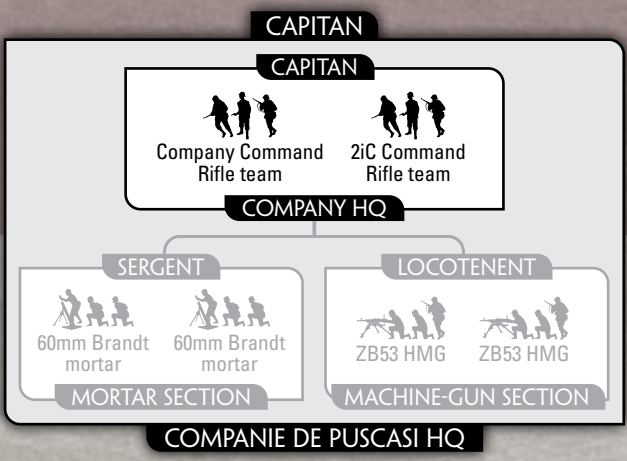 CAPITAN
CAPITAN
Company Command
Rifle team
2iC Command
Rifle team
COMPANY HQ
SERGENT
60mm Brandt
mortar
60mm Brandt
mortar
MORTAR SECTION
LOCOTENENT
ZB53 HMG
ZB53 HMG
MACHINE-GUN SECTION
COMPANIE DE PUSCASI HQ